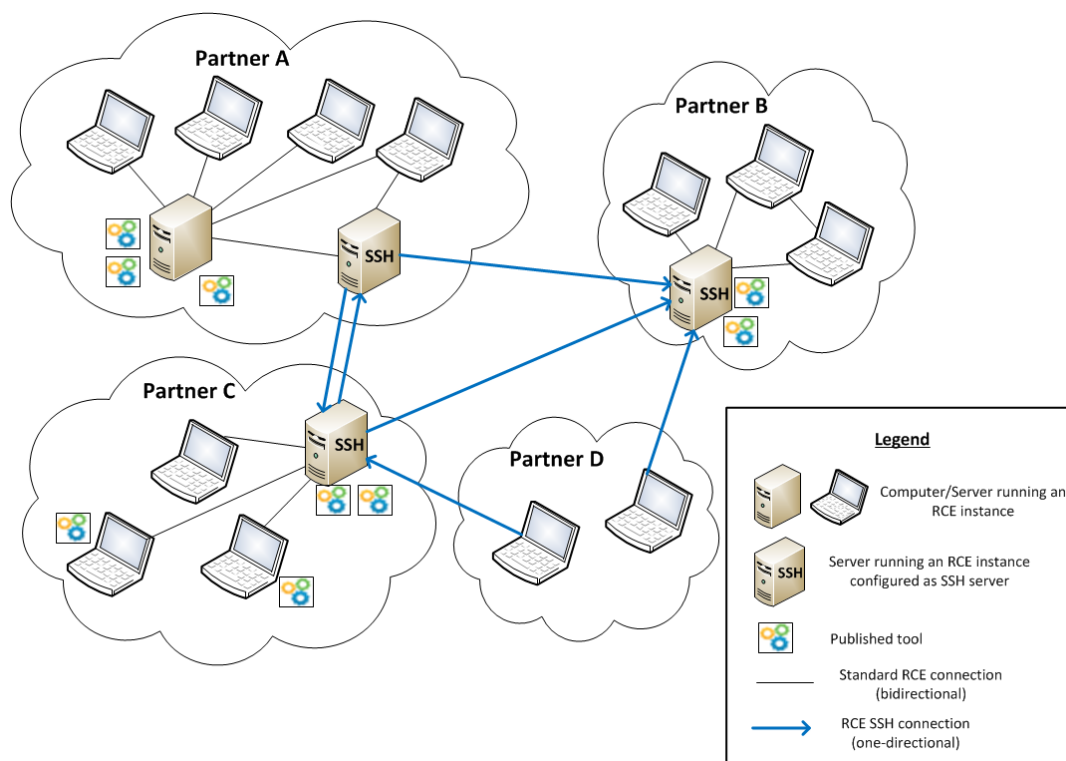 Partner A
Partner B
SSH
SSH
Partner C
SSH
Partner D
Legend
Computer/Server running an
RCE instance
SSH
Server running an RCE instance
configured as SSH server
Published tool
Standard RCE connection
(bidirectional)
RCE SSH connection
(one-directional)